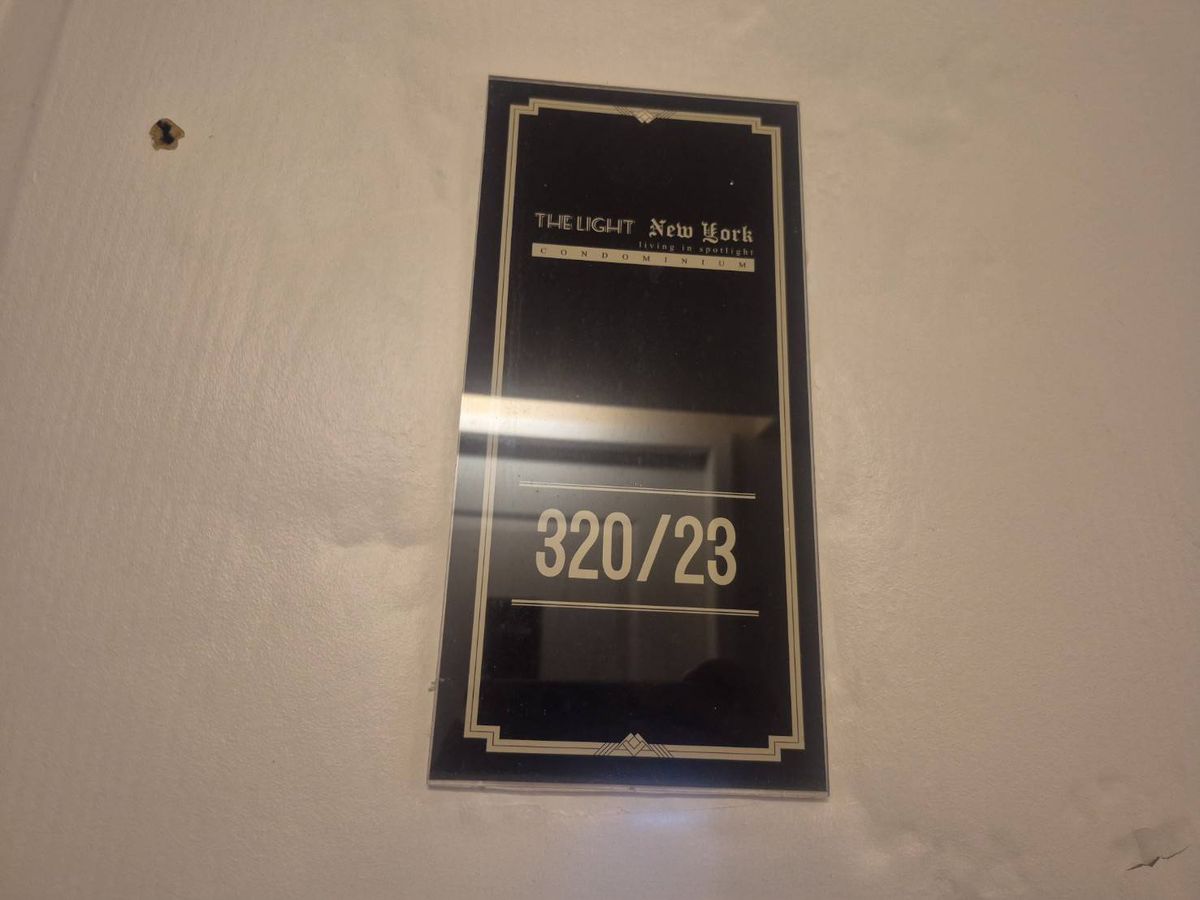 THE LIGHT New York
living in spotlight
CONDOMINIUM
320/23